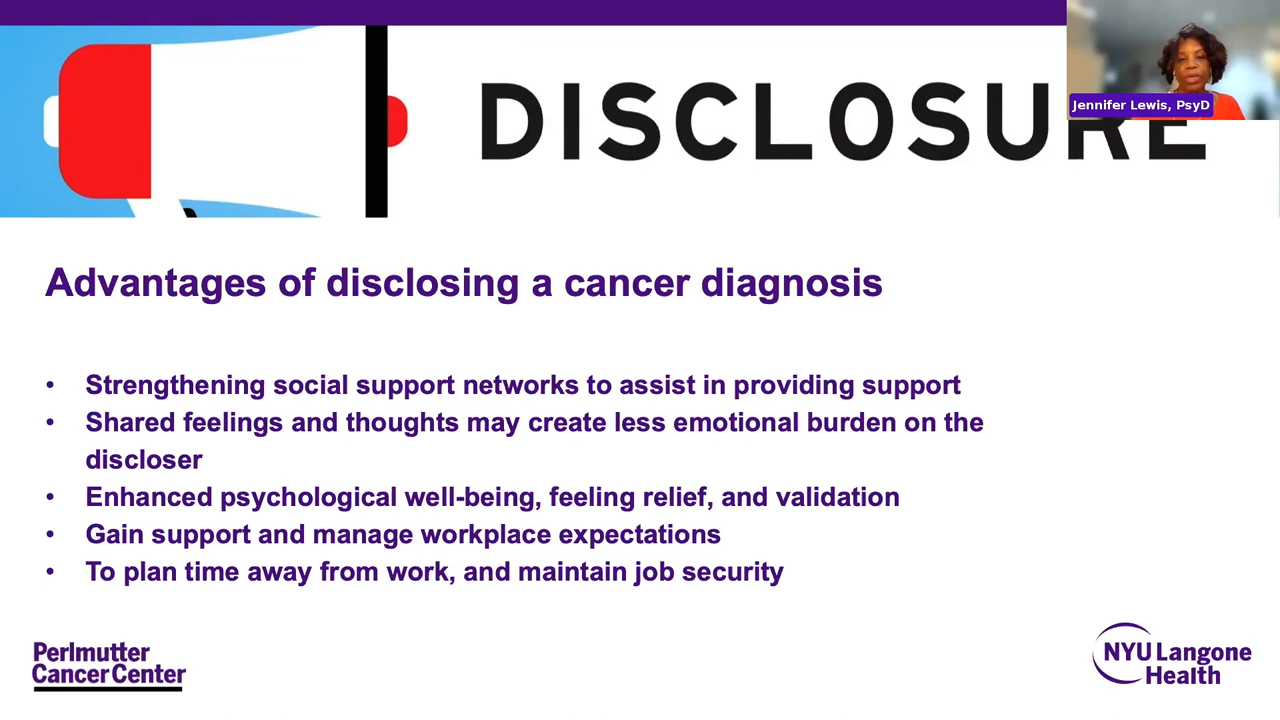 DISCLOSURE
Jennifer Lewis, PsyD
Advantages of disclosing a cancer diagnosis
• Strengthening social support networks to assist in providing support
• Shared feelings and thoughts may create less emotional burden on the
discloser
• Enhanced psychological well-being, feeling relief, and validation
• Gain support and manage workplace expectations
• To plan time away from work, and maintain job security
Perlmutter
Cancer Center
NYU Langone
Health